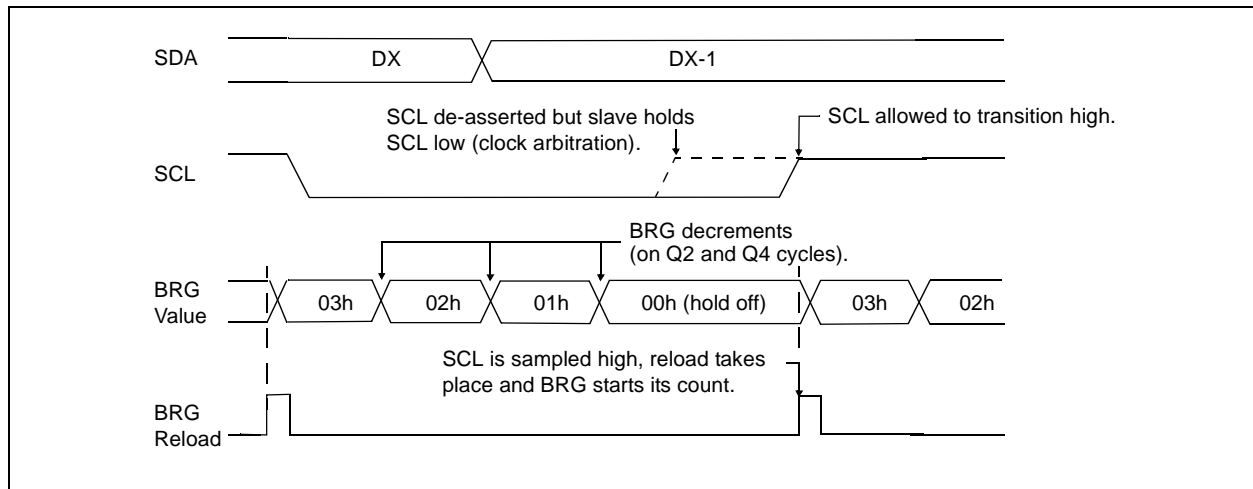 SDA
DX
DX-1
SCL de-asserted but slave holds
SCL low (clock arbitration).
SCL allowed to transition high.
SCL
BRG decrements
(on Q2 and Q4 cycles).
BRG
Value
03h
02h
01h
00h (hold off)
03h
02h
SCL is sampled high, reload takes
place and BRG starts its count.
BRG
Reload